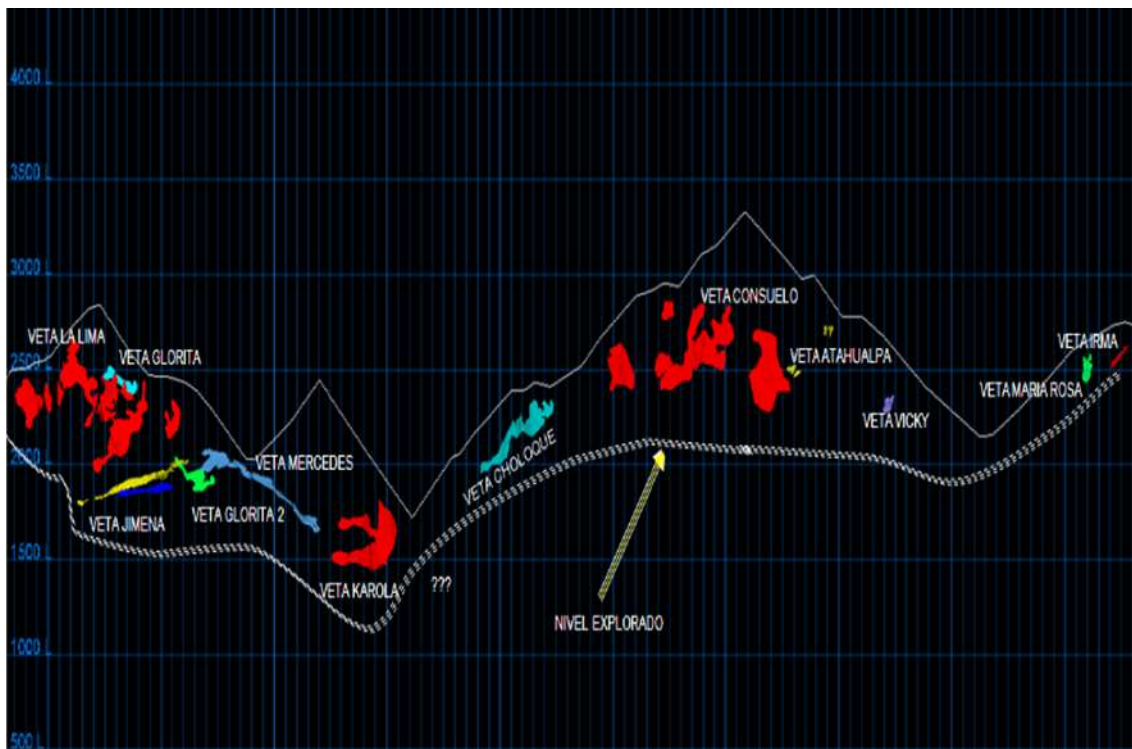 4000 L
3500 L
3000 L
VETA CONSUELO
VETA LA LIMA
VETA GLORITA
??
VETA IRMA
2500 L
VETA ATAHUALPA
VETA MARIA ROSA
VETA VICKY
2000 L
VETA MERCEDES
VETA CHOLOQUE
VETA JIMENA
VETA GLORITA 2
1500 L
VETA KAROLA
???
NIVEL EXPLORADO
1000 L
500 L